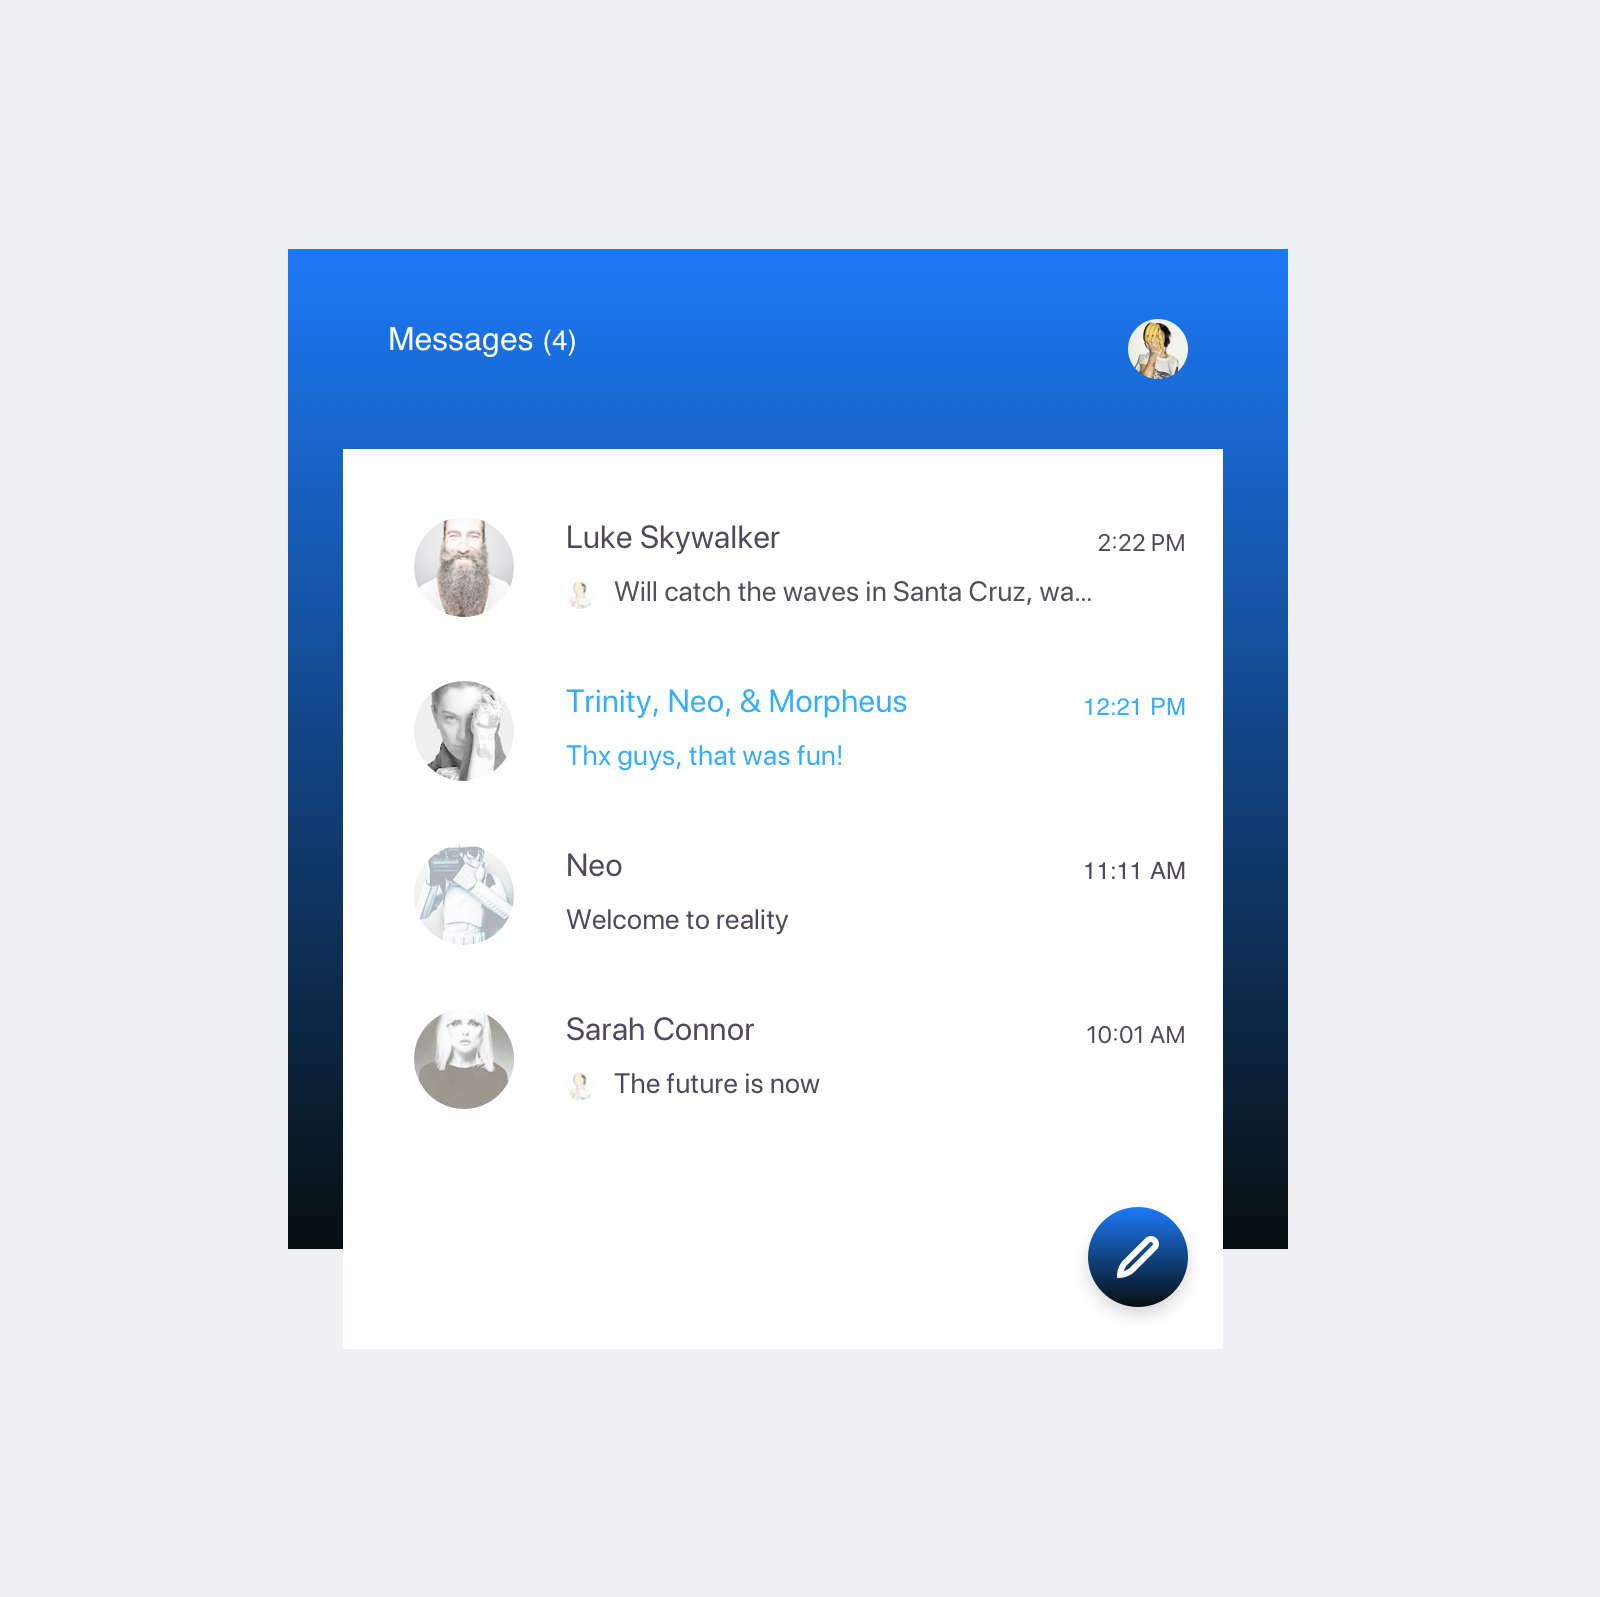 Messages (4)
Luke Skywalker
2:22 PM
Will catch the waves in Santa Cruz, wa...
Trinity, Neo, & Morpheus
12:21 PM
Thx guys, that was fun!
Neo
11:11 AM
Welcome to reality
Sarah Connor
10:01 AM
The future is now